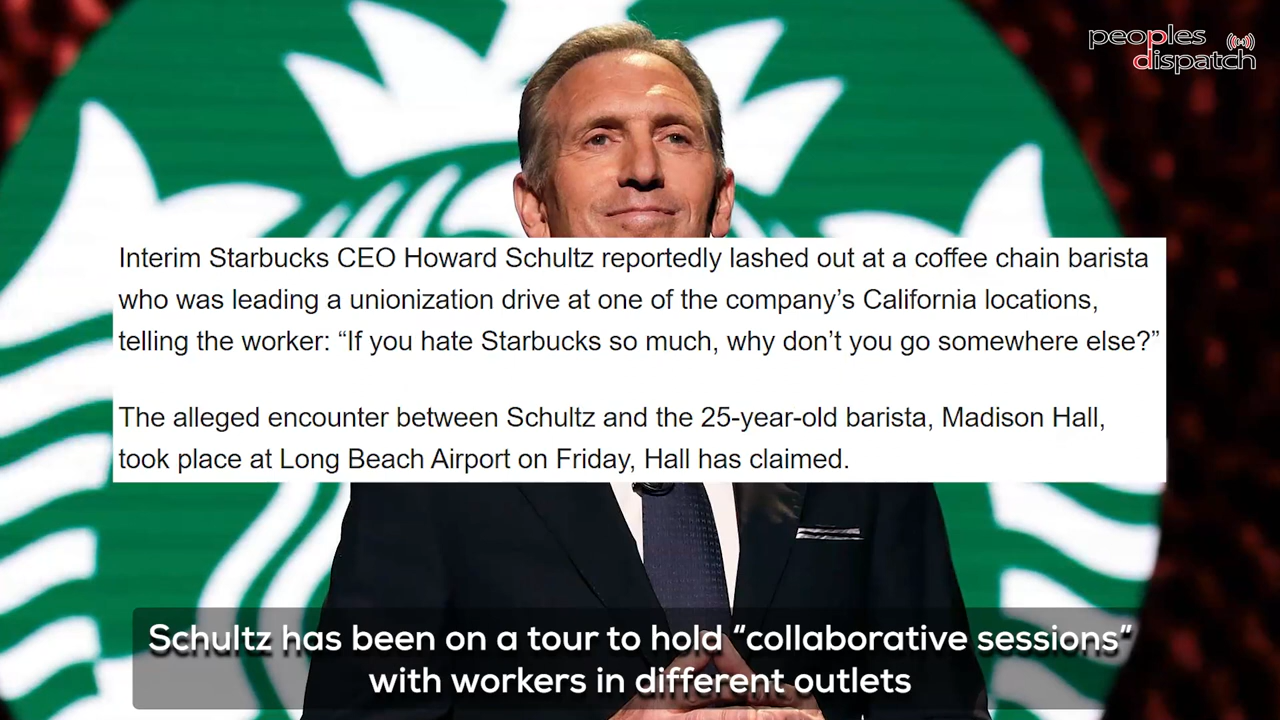 peoples
dispatch
Interim Starbucks CEO Howard Schultz reportedly lashed out at a coffee chain barista
who was leading a unionization drive at one of the company’s California locations,
telling the worker: “If you hate Starbucks so much, why don’t you go somewhere else?”
The alleged encounter between Schultz and the 25-year-old barista, Madison Hall,
took place at Long Beach Airport on Friday, Hall has claimed.
Schultz has been on a tour to hold “collaborative sessions”
with workers in different outlets